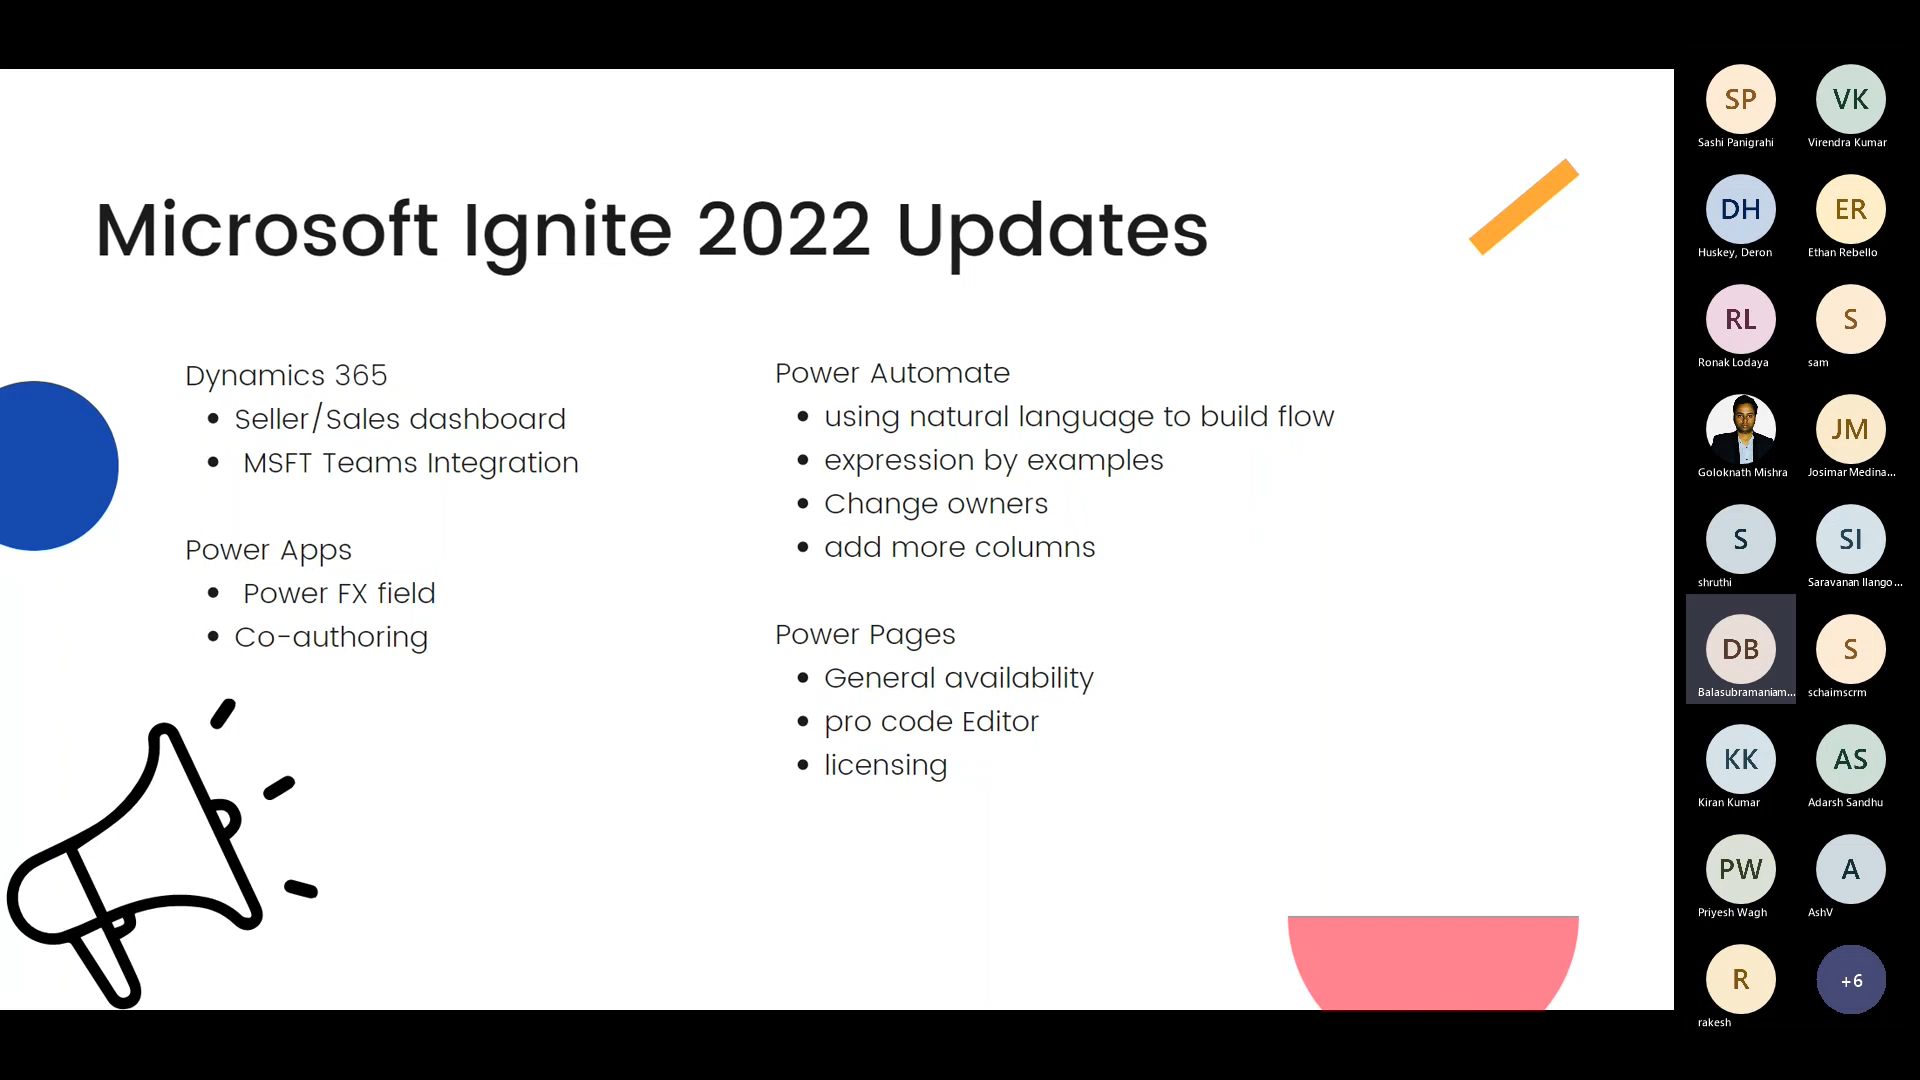 Microsoft Ignite 2022 Updates
Dynamics 365
• Seller/Sales dashboard
• MSFT Teams Integration
Power Apps
• Power FX field
• Co-authoring
Power Automate
• using natural language to build flow
• expression by examples
• Change owners
• add more columns
Power Pages
• General availability
• pro code Editor
• licensing
SP
Sashi Panigrahi
VK
Virendra Kumar
DH
Huskey, Deron
ER
Ethan Rebello
RL
Ronak Lodaya
S
sam
Goloknath Mishra
JM
Josimar Medina...
S
shruthi
SI
Saravanan Ilango...
DB
Balasubramaniam...
S
schaimscrm
KK
Kiran Kumar
AS
Adarsh Sandhu
PW
Priyesh Wagh
A
AshV
R
rakesh
+6